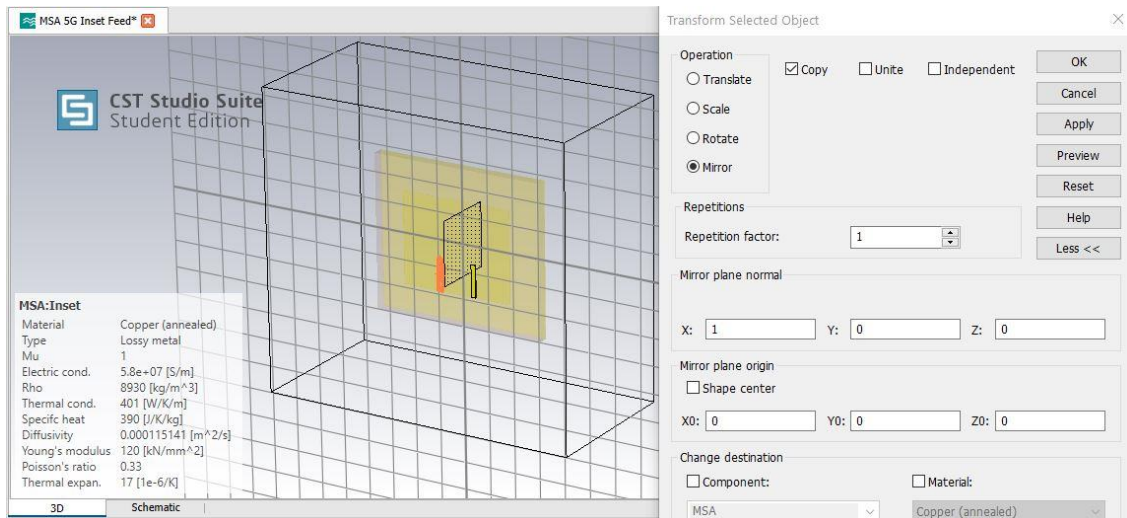 MSA 5G Inset Feed*
CST Studio Suite
Student Edition
MSA:Inset
Material Copper (annealed)
Type Lossy metal
Mu 1
Electric cond. 5.8e+07 [S/m]
Rho 8930 [kg/m^3]
Thermal cond. 401 [W/K/m]
Specifc heat 390 [J/K/kg]
Diffusivity 0.000115141 [m^2/s]
Young's modulus 120 [kN/mm^2]
Poisson's ratio 0.33
Thermal expan. 17 [1e-6/K]
3D Schematic
Transform Selected Object
Operation
Translate
Scale
Rotate
Mirror
Copy Unite Independent
OK
Cancel
Apply
Preview
Reset
Help
Less <<
Repetitions
Repetition factor: 1
Mirror plane normal
X: 1 Y: 0 Z: 0
Mirror plane origin
Shape center
X0: 0 Y0: 0 Z0: 0
Change destination
Component: Material:
MSA Copper (annealed)